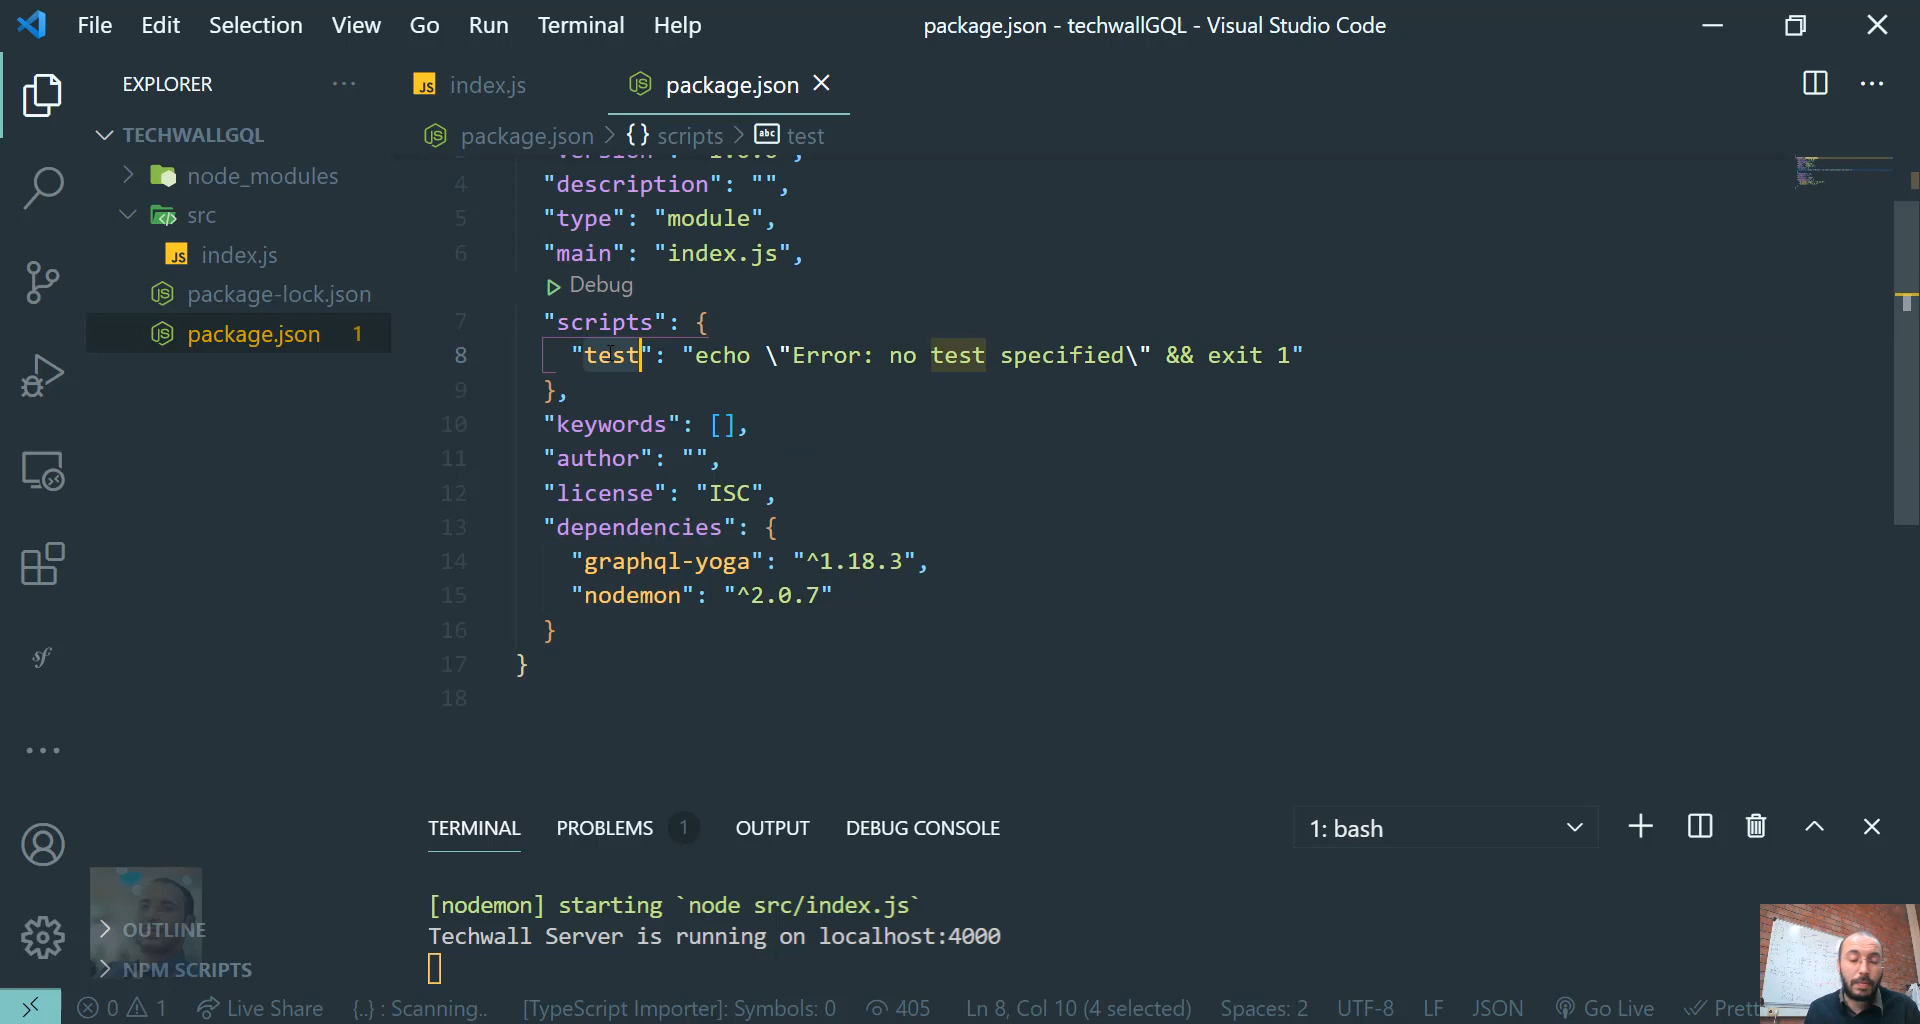 File Edit Selection View Go Run Terminal Help package.json - techwallGQL - Visual Studio Code
EXPLORER
TECHWALLGQL
node_modules
src
JS index.js
package-lock.json
package.json 1
OUTLINE
NPM SCRIPTS
JS index.js package.json
package.json > {} scripts > abc test
4 "description": "",
5 "type": "module",
6 "main": "index.js",
Debug
7 "scripts": {
8 "test": "echo \"Error: no test specified\" && exit 1"
9 },
10 "keywords": [],
11 "author": "",
12 "license": "ISC",
13 "dependencies": {
14 "graphql-yoga": "^1.18.3",
15 "nodemon": "^2.0.7"
16 }
17 }
18
TERMINAL PROBLEMS 1 OUTPUT DEBUG CONSOLE 1: bash
[nodemon] starting `node src/index.js`
Techwall Server is running on localhost:4000
0 1 Live Share {..} : Scanning.. [TypeScript Importer]: Symbols: 0 405 Ln 8, Col 10 (4 selected) Spaces: 2 UTF-8 LF JSON Go Live Prett